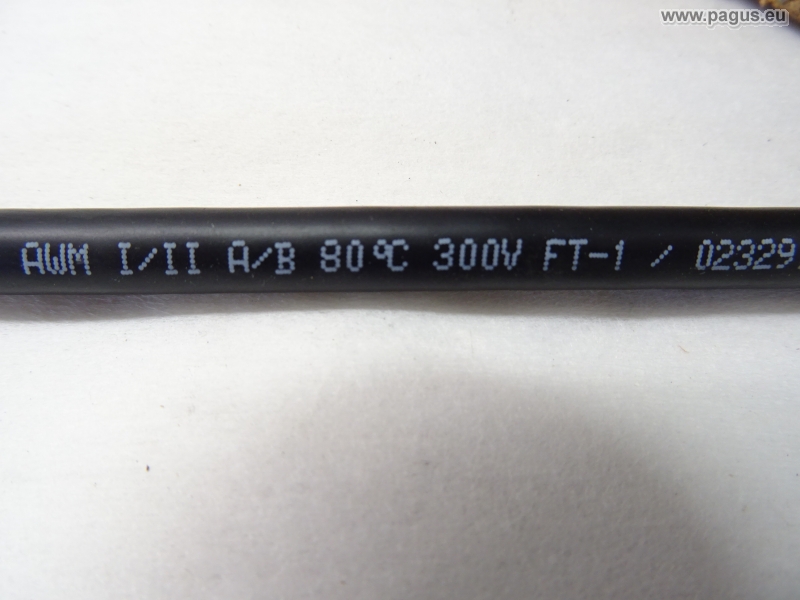 www.pagus.eu
AWM I/II A/B 80°C 300V FT-1 / 02329